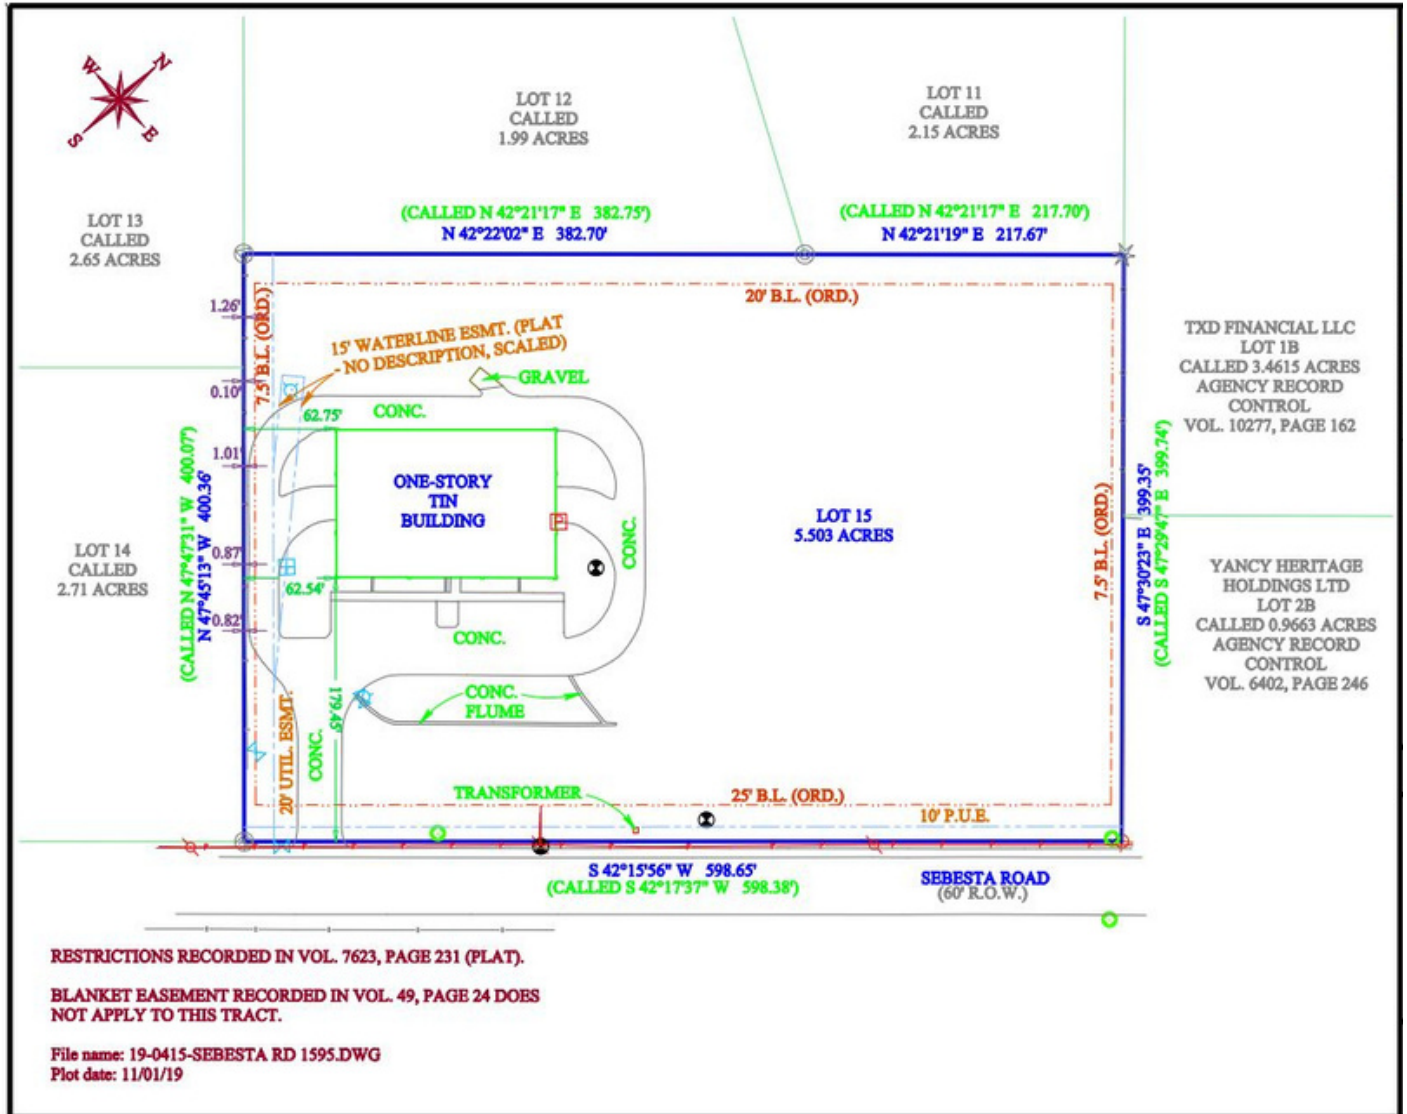 W
N
S
E
LOT 12
CALLED
1.99 ACRES
LOT 11
CALLED
2.15 ACRES
(CALLED N 42°21'17" E 382.75')
N 42°22'02" E 382.70'
(CALLED N 42°21'17" E 217.70')
N 42°21'19" E 217.67'
LOT 13
CALLED
2.65 ACRES
1.26'
7.5' B.L. (ORD.)
20' B.L. (ORD.)
15' WATERLINE ESMT. (PLAT
- NO DESCRIPTION, SCALED)
0.10'
GRAVEL
62.75'
CONC.
TXD FINANCIAL LLC
LOT 1B
CALLED 3.4615 ACRES
AGENCY RECORD
CONTROL
VOL. 10277, PAGE 162
1.01'
(CALLED N 47°47'31" W 400.07')
N 47°45'13" W 400.36'
ONE-STORY
TIN
BUILDING
P
CONC.
LOT 15
5.503 ACRES
7.5' B.L. (ORD.)
S 47°30'23" E 399.35'
(CALLED S 47°29'47" E 399.74')
LOT 14
CALLED
2.71 ACRES
0.87'
62.54'
0.82'
CONC.
YANCY HERITAGE
HOLDINGS LTD
LOT 2B
CALLED 0.9663 ACRES
AGENCY RECORD
CONTROL
VOL. 6402, PAGE 246
179.45'
CONC.
FLUME
20' UTIL. ESMT.
CONC.
TRANSFORMER
25' B.L. (ORD.)
10' P.U.E.
S 42°15'56" W 598.65'
(CALLED S 42°17'37" W 598.38')
SEBESTA ROAD
(60' R.O.W.)
RESTRICTIONS RECORDED IN VOL. 7623, PAGE 231 (PLAT).
BLANKET EASEMENT RECORDED IN VOL. 49, PAGE 24 DOES
NOT APPLY TO THIS TRACT.
File name: 19-0415-SEBESTA RD 1595.DWG
Plot date: 11/01/19